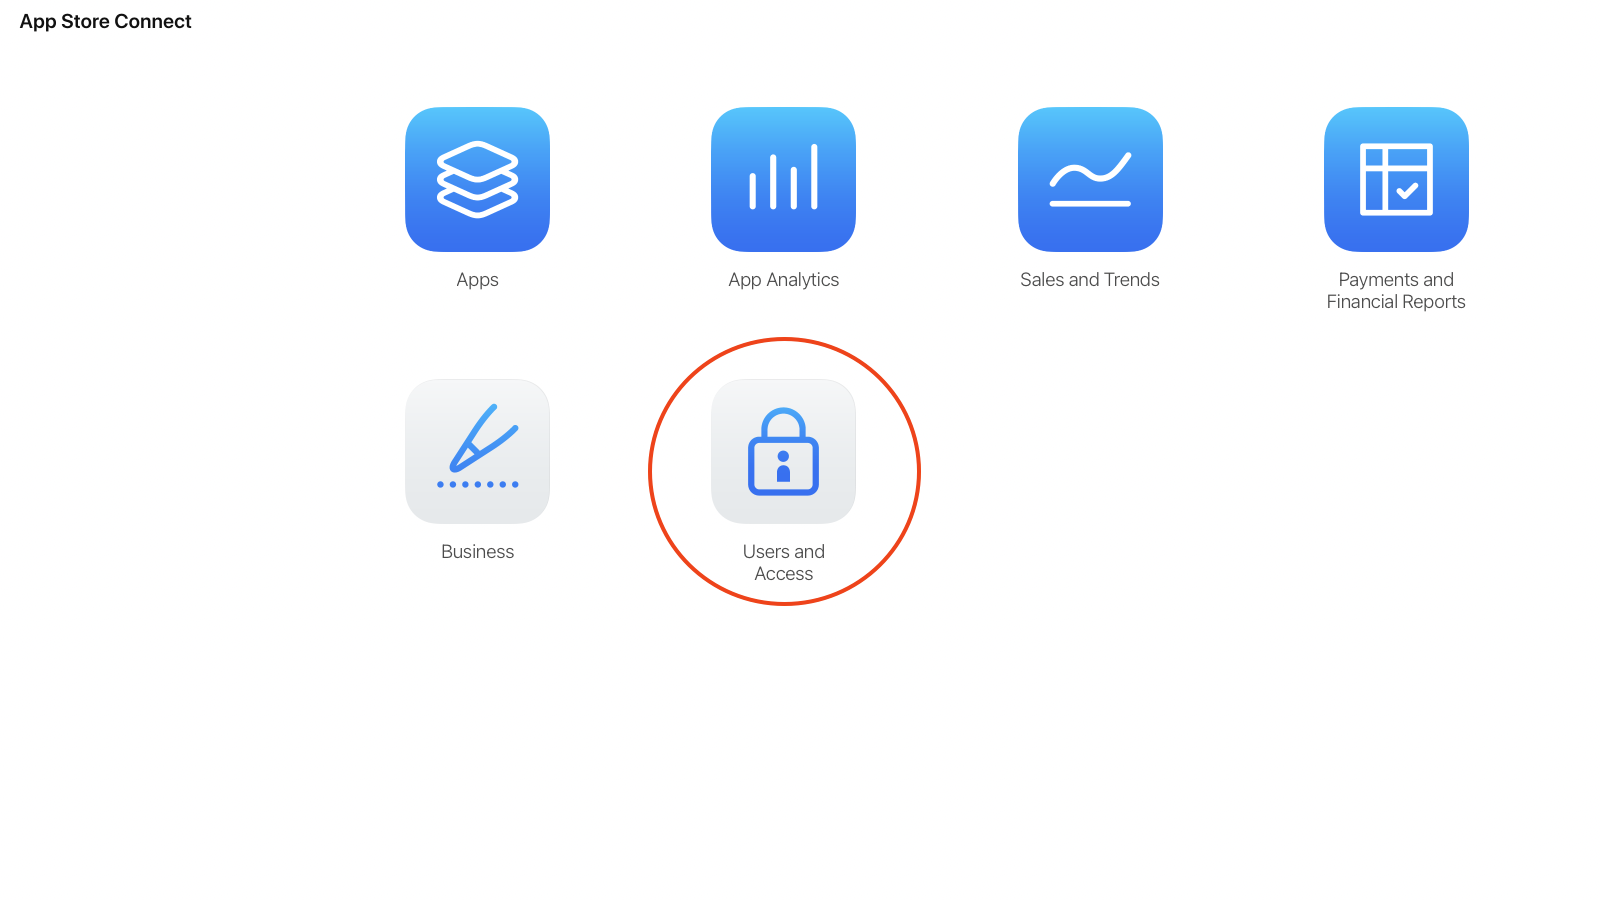 App Store Connect
Apps
App Analytics
Sales and Trends
Payments and
Financial Reports
Business
Users and
Access